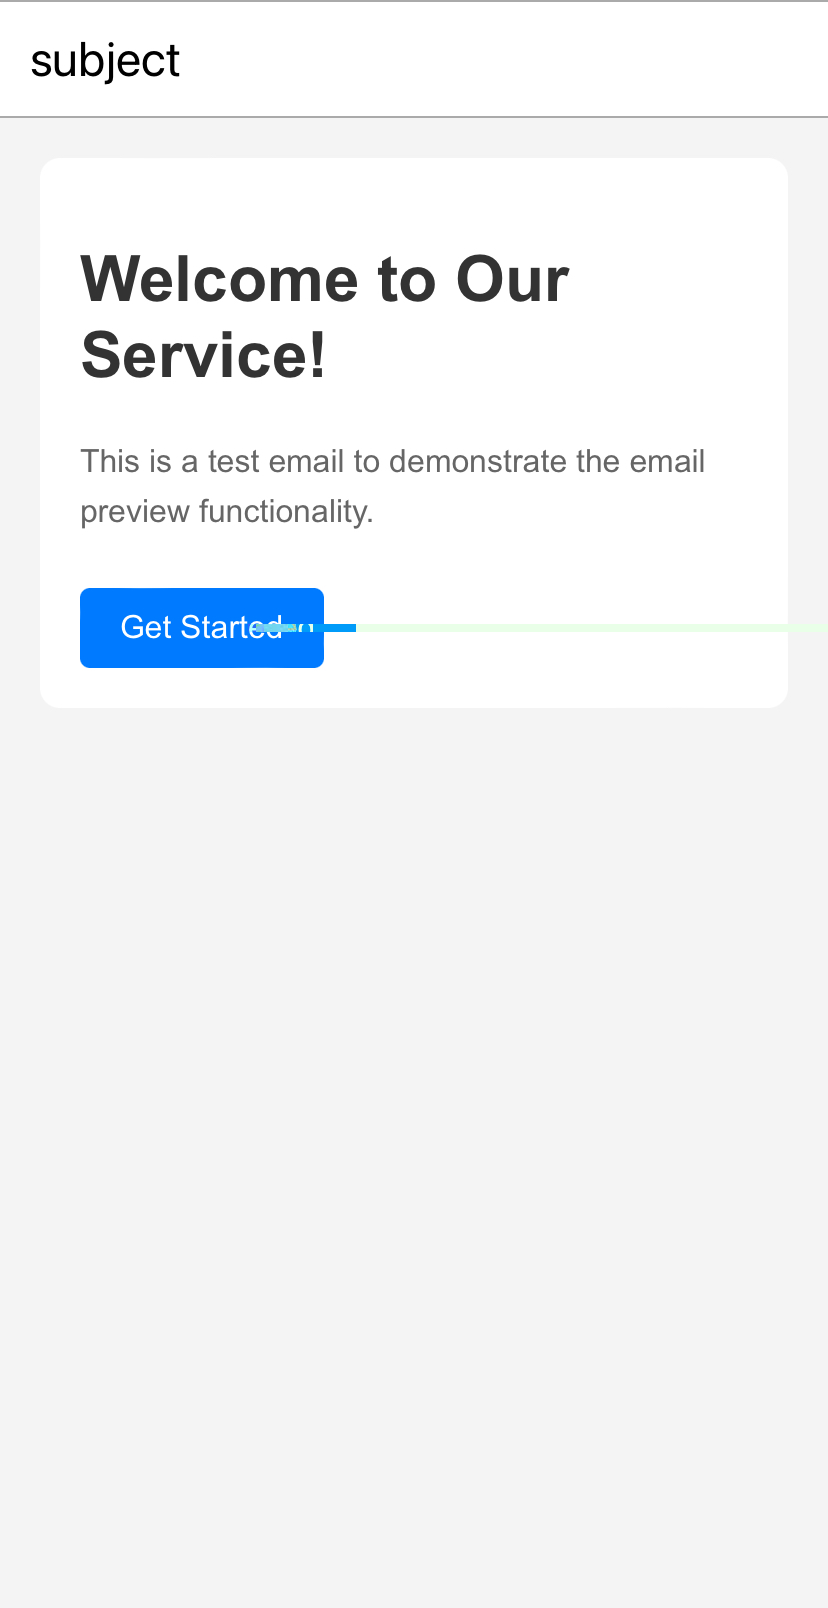 subject
Welcome to Our
Service!
This is a test email to demonstrate the email
preview functionality.
Get Started